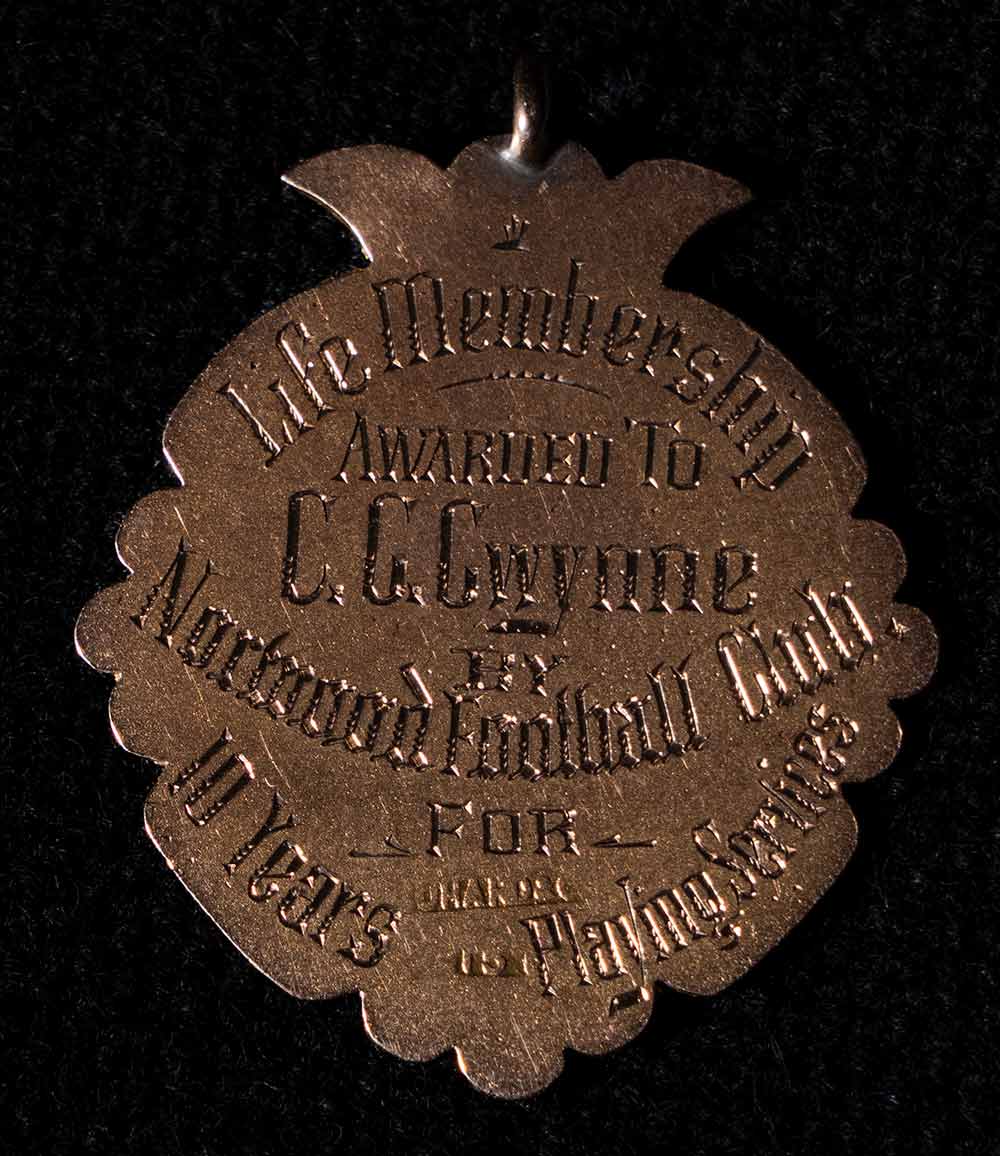 Life Membership
AWARDED TO
C. G. Gwynne
BY
Norwood Football Club.
FOR
10 Years
Playing Services